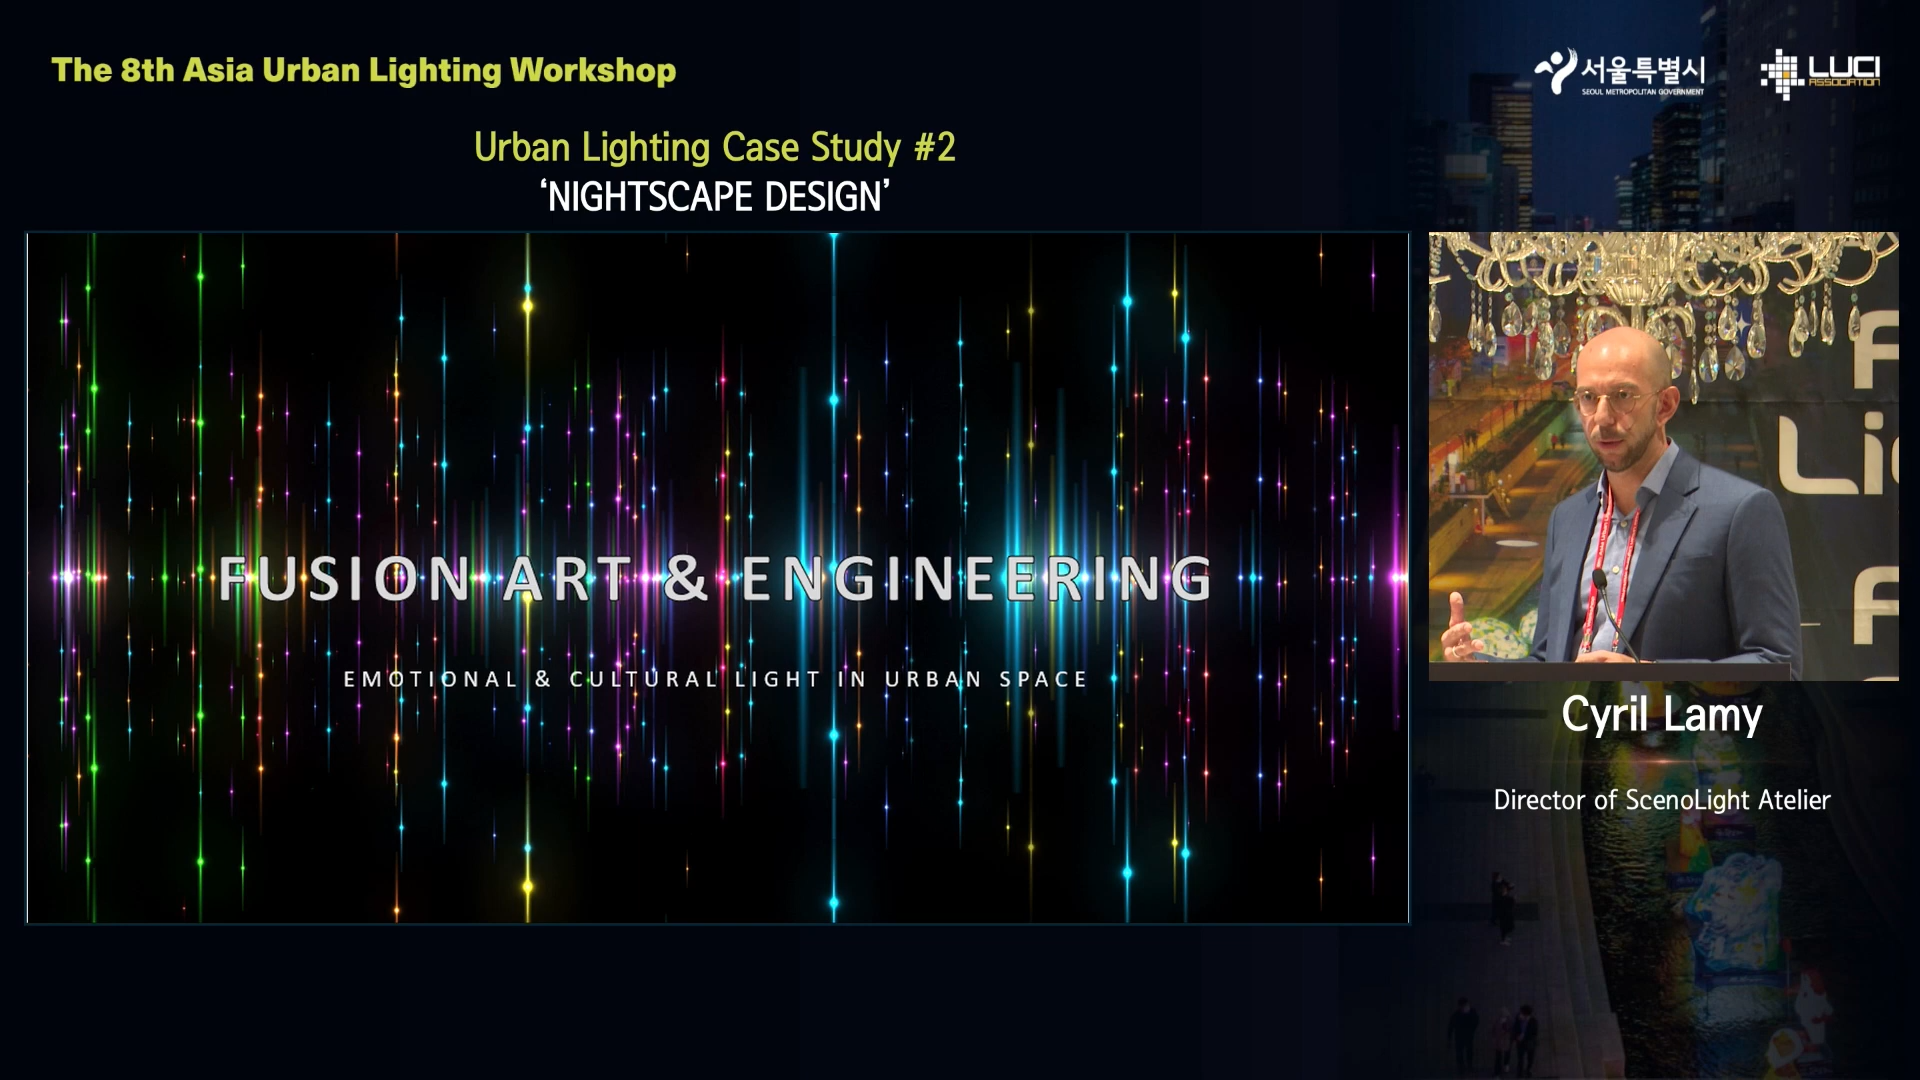 The 8th Asia Urban Lighting Workshop
서울특별시
SEOUL METROPOLITAN GOVERNMENT
LUCI
ASSOCIATION
Urban Lighting Case Study #2
‘NIGHTSCAPE DESIGN’
FUSION ART & ENGINEERING
EMOTIONAL & CULTURAL LIGHT IN URBAN SPACE
Cyril Lamy
Director of ScenoLight Atelier